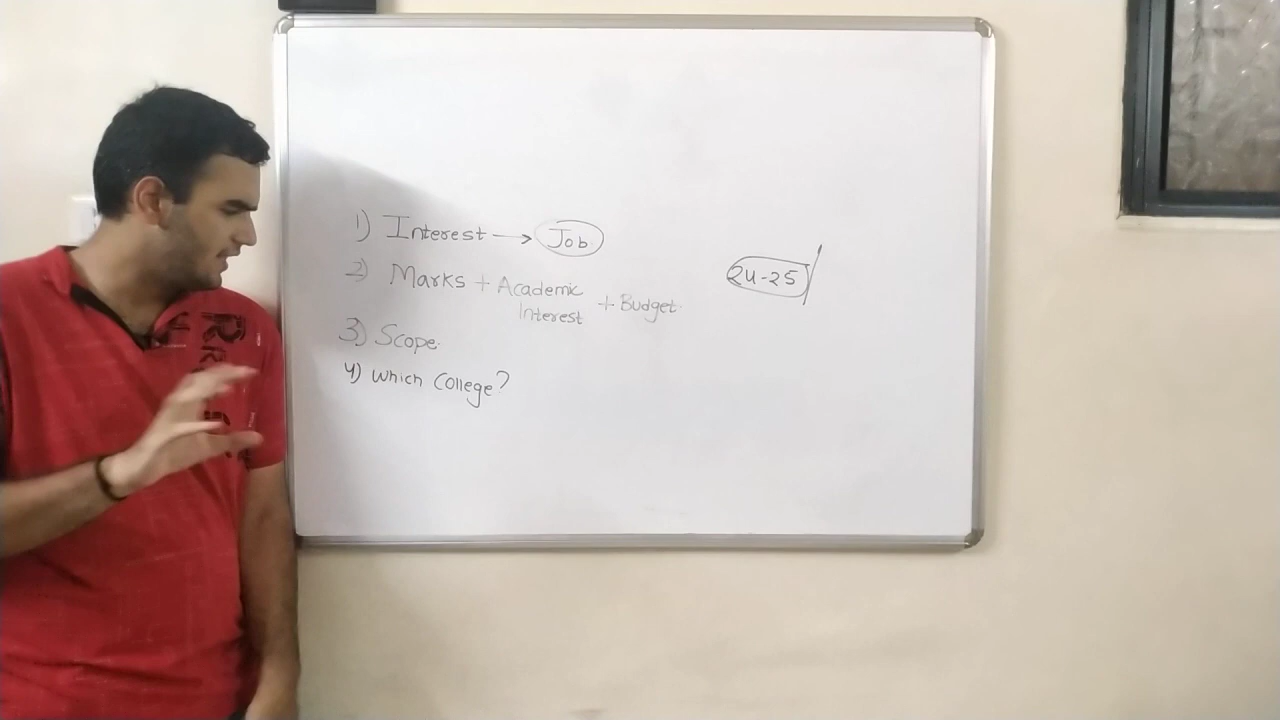 1) Interest → Job
2) Marks + Academic Interest + Budget.
24-25
3) Scope.
4) Which College?